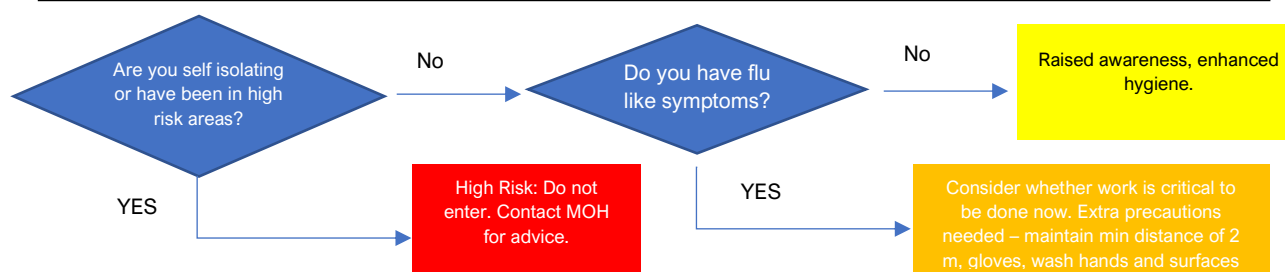 Are you self isolating
or have been in high
risk areas?
No
Do you have flu
like symptoms?
No
Raised awareness, enhanced
hygiene.
YES
High Risk: Do not
enter. Contact MOH
for advice.
YES
Consider whether work is critical to
be done now. Extra precautions
needed – maintain min distance of 2
m, gloves, wash hands and surfaces